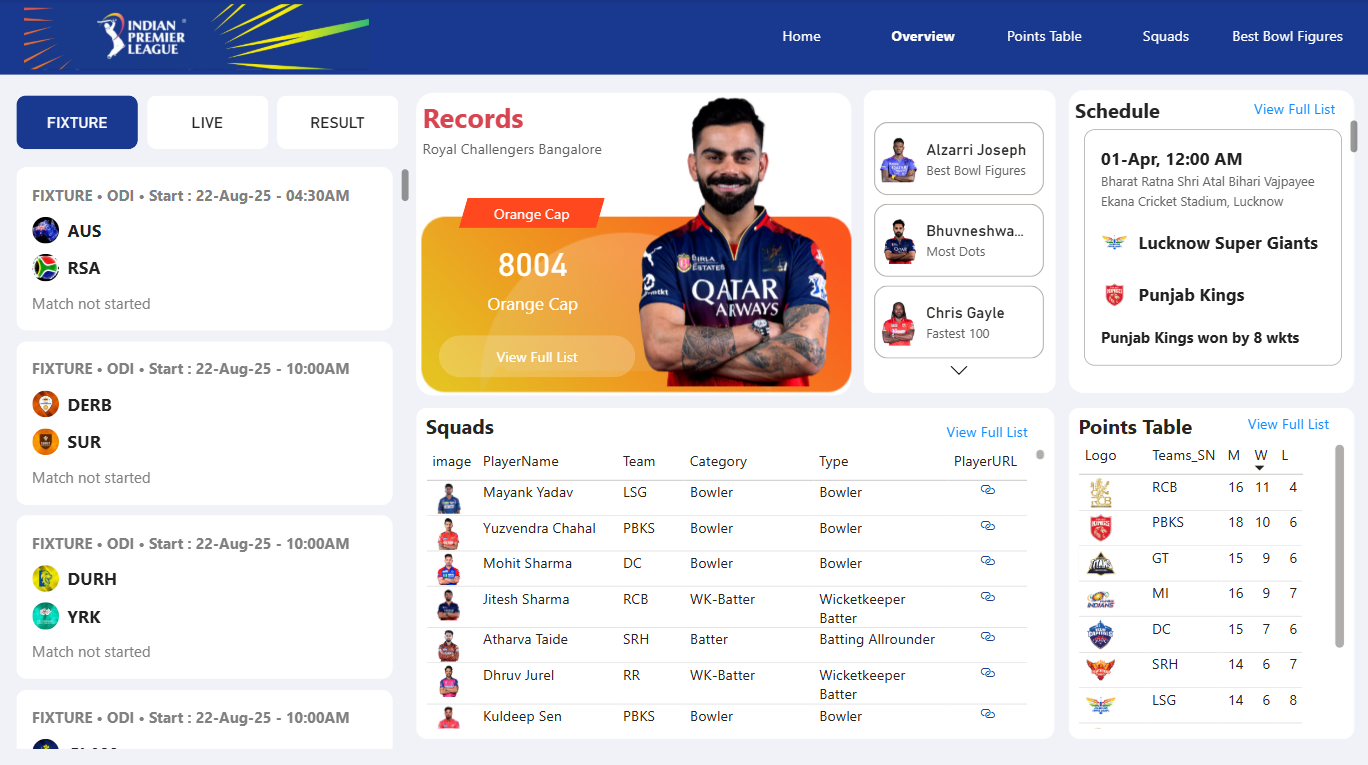 INDIAN
PREMIER
LEAGUE
Home
Overview
Points Table
Squads
Best Bowl Figures
FIXTURE
LIVE
RESULT
FIXTURE • ODI • Start : 22-Aug-25 - 04:30AM
AUS
RSA
Match not started
FIXTURE • ODI • Start : 22-Aug-25 - 10:00AM
DERB
SUR
Match not started
FIXTURE • ODI • Start : 22-Aug-25 - 10:00AM
DURH
YRK
Match not started
FIXTURE • ODI • Start : 22-Aug-25 - 10:00AM
Records
Royal Challengers Bangalore
Orange Cap
8004
Orange Cap
View Full List
BIRLA
ESTATES
QATAR
AIRWAYS
Alzarri Joseph
Best Bowl Figures
Bhuvneshwa...
Most Dots
Chris Gayle
Fastest 100
Schedule
View Full List
01-Apr, 12:00 AM
Bharat Ratna Shri Atal Bihari Vajpayee
Ekana Cricket Stadium, Lucknow
Lucknow Super Giants
Punjab Kings
Punjab Kings won by 8 wkts
Squads
View Full List
image PlayerName Team Category Type PlayerURL
Mayank Yadav LSG Bowler Bowler
Yuzvendra Chahal PBKS Bowler Bowler
Mohit Sharma DC Bowler Bowler
Jitesh Sharma RCB WK-Batter Wicketkeeper
Batter
Atharva Taide SRH Batter Batting Allrounder
Dhruv Jurel RR WK-Batter Wicketkeeper
Batter
Kuldeep Sen PBKS Bowler Bowler
Points Table
View Full List
Logo Teams_SN M W L
RCB 16 11 4
PBKS 18 10 6
GT 15 9 6
MI 16 9 7
DC 15 7 6
SRH 14 6 7
LSG 14 6 8